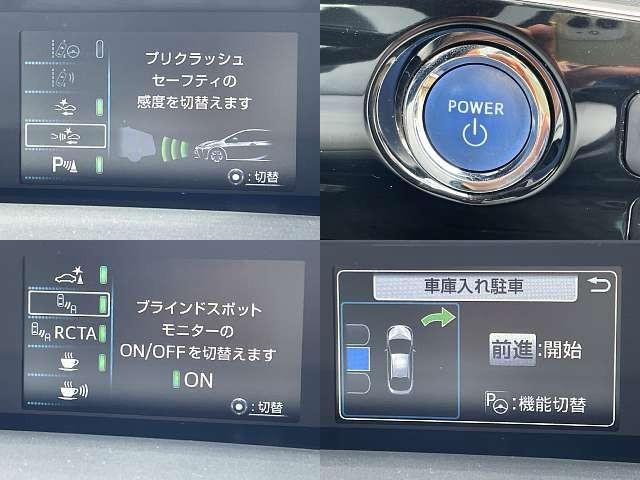 プリクラッシュ
セーフティの
感度を切替えます
P
:切替
POWER
ブラインドスポット
モニターの
ON/OFFを切替えます
ON
A
A RCTA
:切替
車庫入れ駐車
前進:開始
P:機能切替